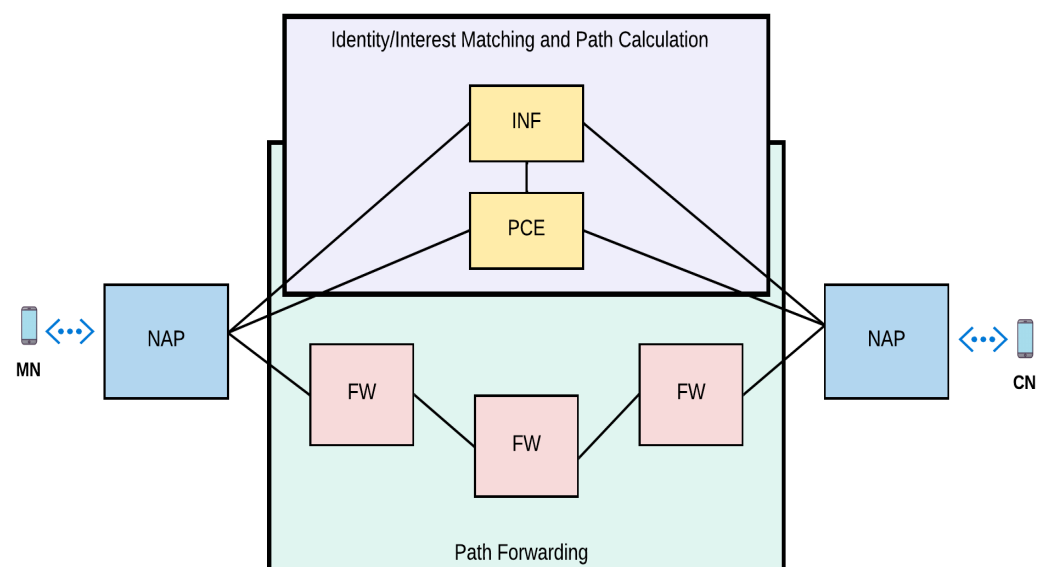 Identity/Interest Matching and Path Calculation
INF
PCE
NAP
NAP
MN
CN
FW
FW
FW
Path Forwarding